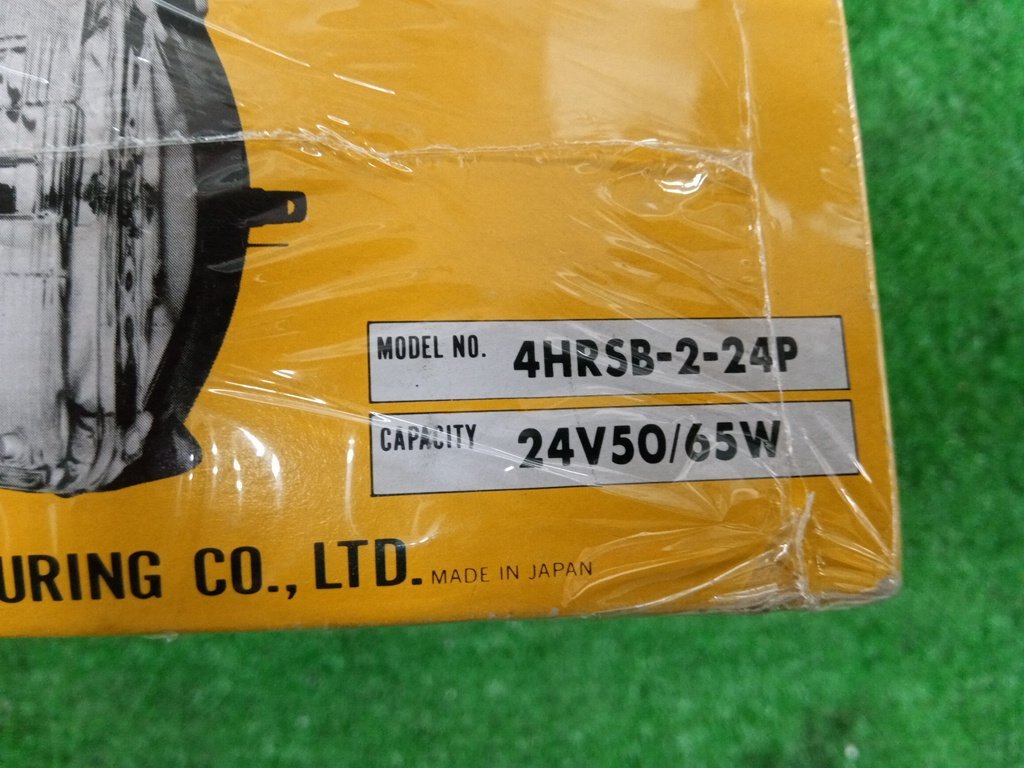 MODEL NO. 4HRSB-2-24P
CAPACITY 24V50/65W
URING CO., LTD. MADE IN JAPAN